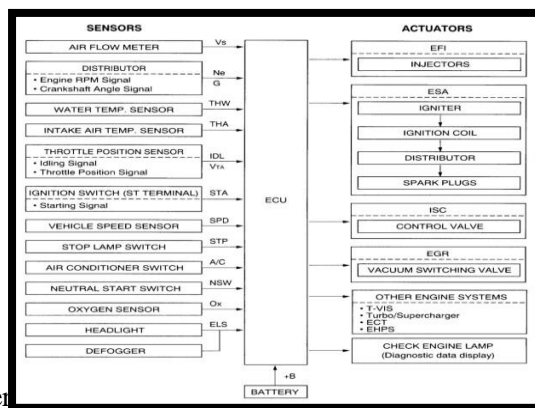 SENSORS
AIR FLOW METER
Vs
DISTRIBUTOR
• Engine RPM Signal
• Crankshaft Angle Signal
Ne
G
WATER TEMP. SENSOR
THW
INTAKE AIR TEMP. SENSOR
THA
THROTTLE POSITION SENSOR
• Idling Signal
• Throttle Position Signal
IDL
VTA
IGNITION SWITCH (ST TERMINAL)
• Starting Signal
STA
VEHICLE SPEED SENSOR
SPD
STOP LAMP SWITCH
STP
AIR CONDITIONER SWITCH
A/C
NEUTRAL START SWITCH
NSW
OXYGEN SENSOR
Ox
HEADLIGHT
ELS
DEFOGGER
ECU
+B
BATTERY
ACTUATORS
EFI
INJECTORS
ESA
IGNITER
IGNITION COIL
DISTRIBUTOR
SPARK PLUGS
ISC
CONTROL VALVE
EGR
VACUUM SWITCHING VALVE
OTHER ENGINE SYSTEMS
• T-VIS
• Turbo/Supercharger
• ECT
• EHPS
CHECK ENGINE LAMP
(Diagnostic data display)